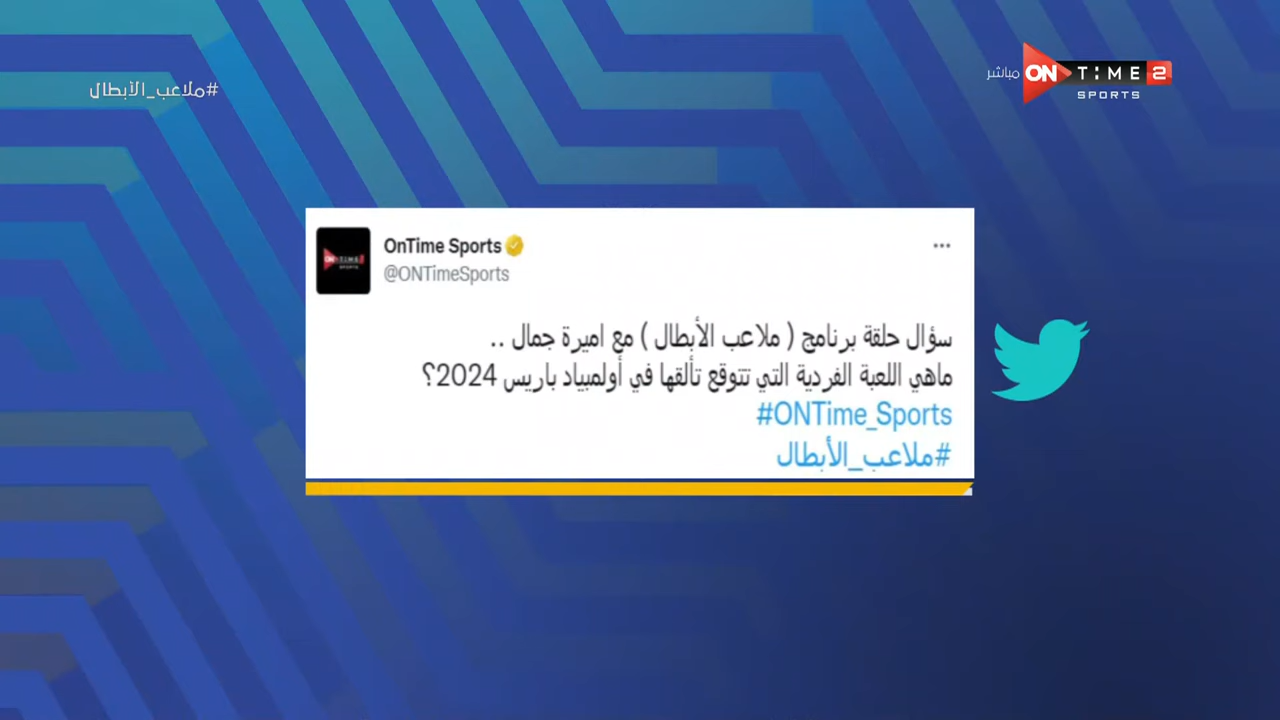 #ملاعب_الأبطال
مباشر ON TIME 2
SPORTS
OnTime Sports
@ONTimeSports
سؤال حلقة برنامج ( ملاعب الأبطال ) مع اميرة جمال ..
ماهي اللعبة الفردية التي تتوقع تألقها في أولمبياد باريس 2024؟
#ONTime_Sports
#ملاعب_الأبطال